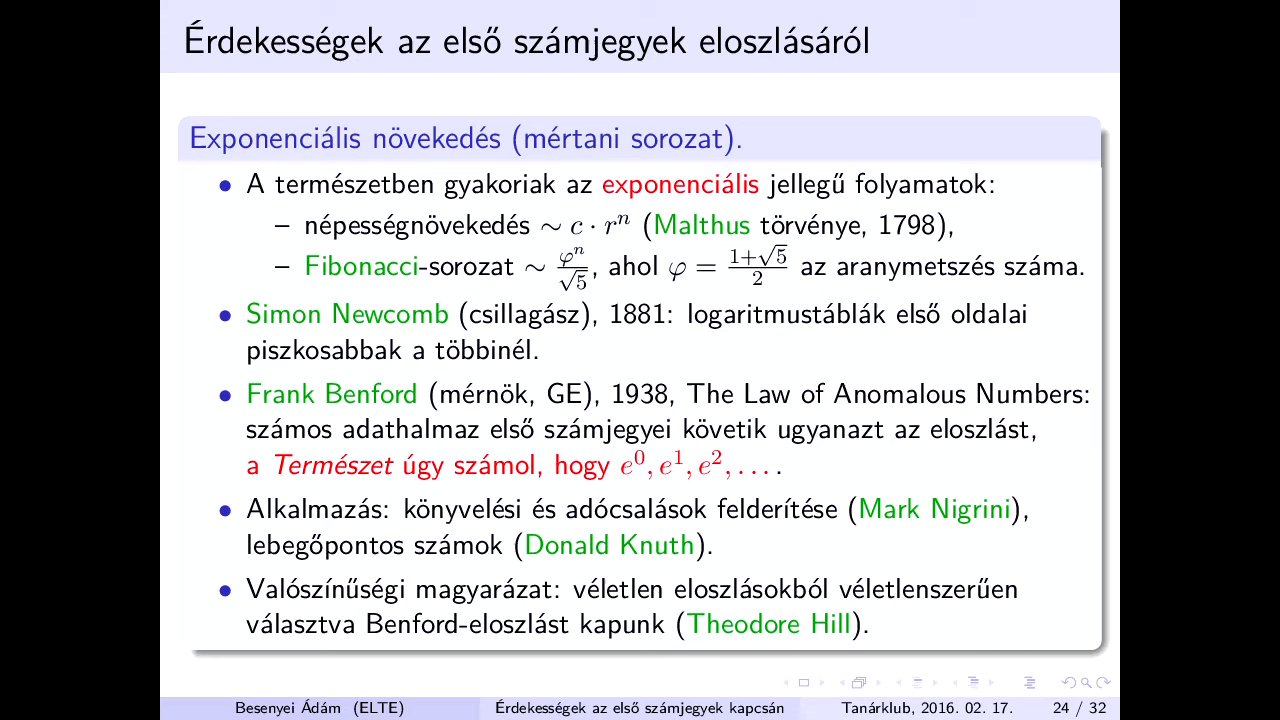 Érdekességek az első számjegyek eloszlásáról
Exponenciális növekedés (mértani sorozat).
• A természetben gyakoriak az exponenciális jellegű folyamatok:
– népességnövekedés ∼ c · rⁿ (Malthus törvénye, 1798),
– Fibonacci-sorozat ∼ φⁿ/√5, ahol φ = (1+√5)/2 az aranymetszés száma.
• Simon Newcomb (csillagász), 1881: logaritmustáblák első oldalai
piszkosabbak a többinél.
• Frank Benford (mérnök, GE), 1938, The Law of Anomalous Numbers:
számos adathalmaz első számjegyei követik ugyanazt az eloszlást,
a Természet úgy számol, hogy e⁰, e¹, e², . . . .
• Alkalmazás: könyvelési és adócsalások felderítése (Mark Nigrini),
lebegőpontos számok (Donald Knuth).
• Valószínűségi magyarázat: véletlen eloszlásokból véletlenszerűen
választva Benford-eloszlást kapunk (Theodore Hill).
Besenyei Ádám (ELTE) Érdekességek az első számjegyek kapcsán Tanárklub, 2016. 02. 17. 24 / 32